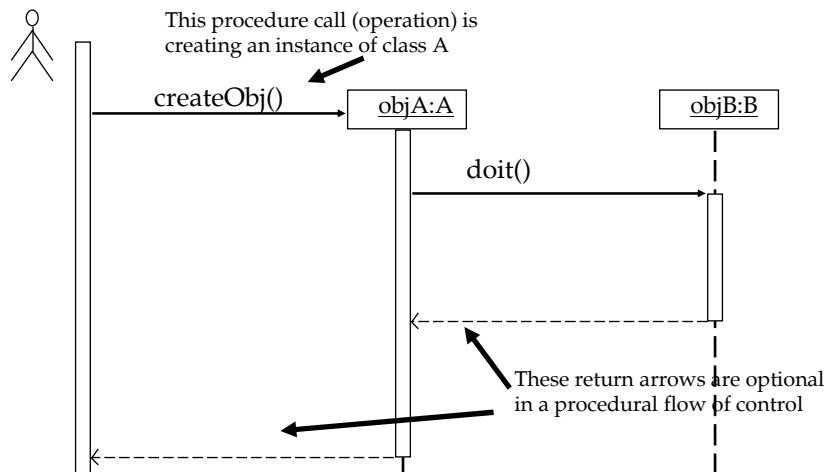 This procedure call (operation) is
creating an instance of class A
createObj()
objA:A
objB:B
doit()
These return arrows are optional
in a procedural flow of control